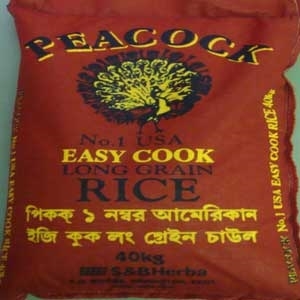 PEACOCK
No.1 USA
EASY COOK
LONG GRAIN
RICE
পিকক্ ১ নম্বর আমেরিকান
ইজি কুক লং গ্রেইন চাউল
40kg
S&BHerba
PEACOCK No.1 USA EASY COOK RICE 40kg